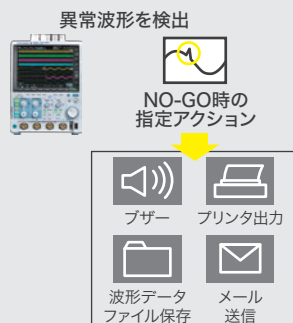 異常波形を検出
NO-GO時の
指定アクション
ブザー
プリンタ出力
波形データ
ファイル保存
メール
送信